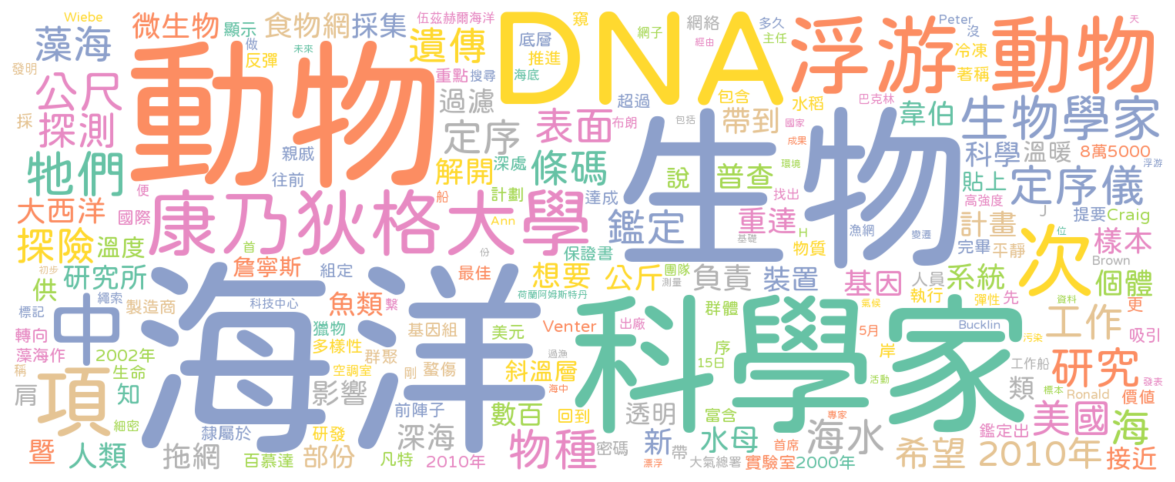 Wiebe
微生物
顯示
食物網
採集
伍茲赫爾海洋
DNA
窺
網子
網絡
多久
主任
Peter
沒
天
浮游動物
藻海
動物
做
反彈
未來
遺傳
底層
推進
經由
冷凍
著稱
發明
公尺
重點
搜尋
海底
包含
水稻
巴克林
韋伯
生物學家
採
探測
過濾
超過
帶到
國家
定序
表面
布朗
生物
包括
成果
科學
溫暖
8萬5000
牠們
親戚
往前
解開
深處
條碼
說
普查
環境
貼上
定序儀
浮游
便
船
計劃
達成
找出
高強度
大西洋
國際
康乃狄格大學
Ann
鑑定
重達
漁網
計畫
J
提要
Craig
探險
溫度
首
保證書
基礎
H
物質
變遷
完畢
平靜
次
位
樣本
Brown
份
供
研究所
詹寧斯
組定
最佳
想要
公斤
團隊
測量
負責
裝置
基因
人員
執行
系統
個體
初步
繩索
標記
製造商
中
科技中心
海洋
魚類
繫
荷蘭阿姆斯特丹
科學家
群體
氣候
彈性
先
資料
更
轉向
獵物
基因組
美元
Venter
出廠
5月
Bucklin
工作
吸引
藻海作
2002年
多樣性
群聚
過漁
序
15日
岸
污染
工作船
稱
生命
空調室
剛
螯傷
斜溫層
海中
活動
標本
研究
發表
肩
項
知
影響
前陣子
數百
回到
透明
富含
專家
類
Ronald
價值
細密
隸屬於
研發
深海
密碼
新
水母
首席
海水
美國
鑑定出
海
暨
人類
拖網
百慕達
部份
凡特
2010年
物種
漂浮
帶
大氣總署
實驗室
2000年
希望
2010年
接近